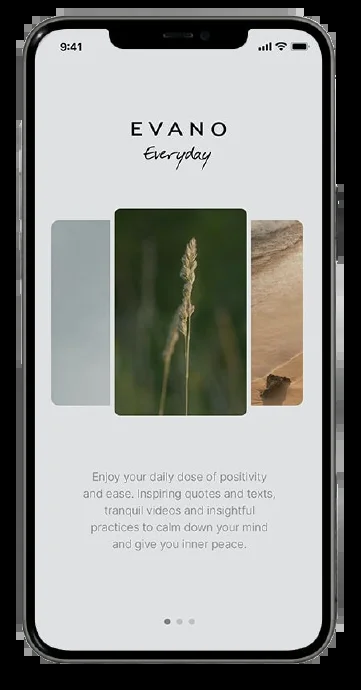 9:41
EVANO
Everyday
Enjoy your daily dose of positivity
and ease. Inspiring quotes and texts,
tranquil videos and insightful
practices to calm down your mind
and give you inner peace.